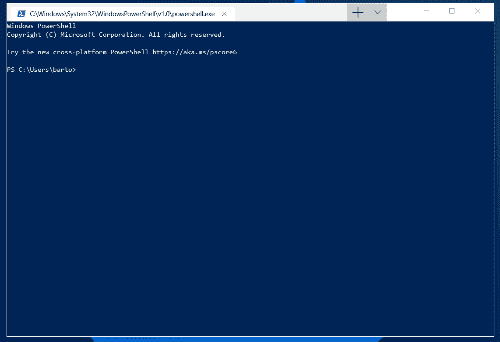 C:\Windows\System32\WindowsPowerShell\v1.0\powershell.exe
Windows PowerShell
Copyright (C) Microsoft Corporation. All rights reserved.
Try the new cross-platform PowerShell https://aka.ms/pscore6
PS C:\Users\barto>